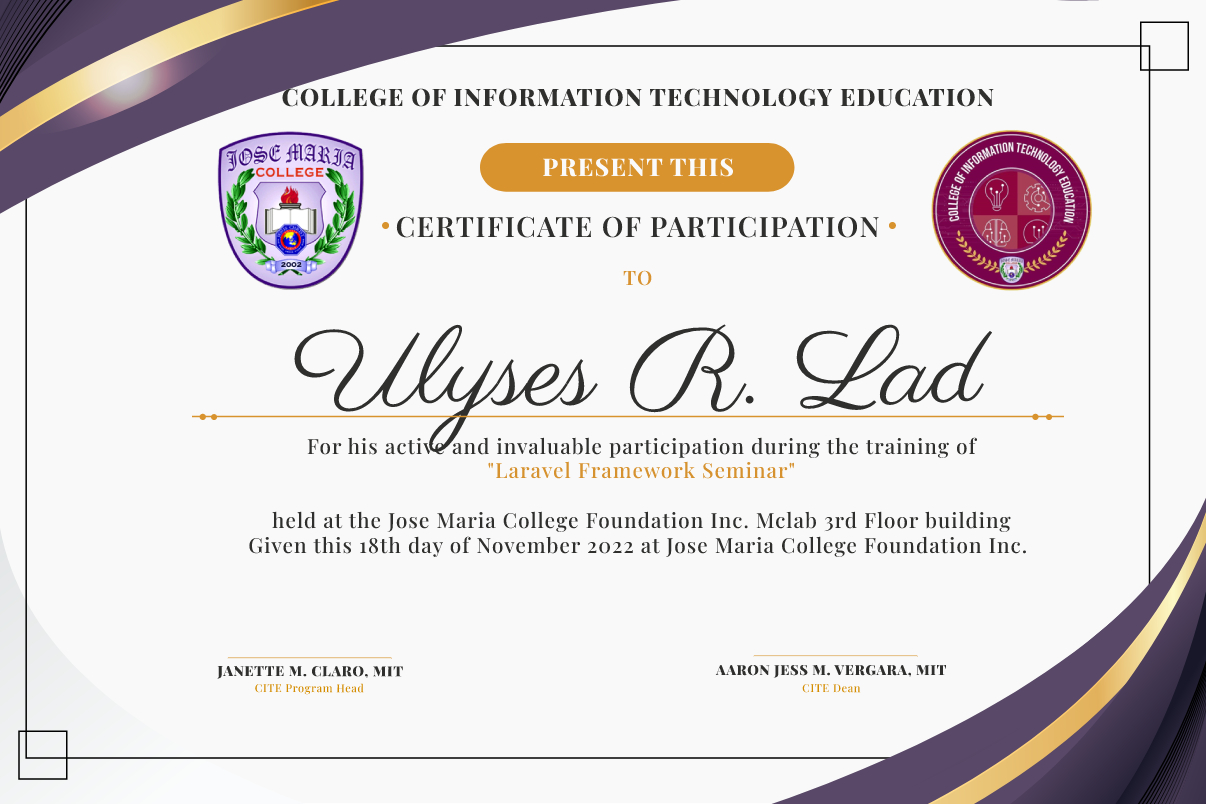 COLLEGE OF INFORMATION TECHNOLOGY EDUCATION
JOSE MARIA
COLLEGE
2002
PRESENT THIS
COLLEGE OF INFORMATION TECHNOLOGY EDUCATION
• CERTIFICATE OF PARTICIPATION •
TO
Ulyses R. Lad
For his active and invaluable participation during the training of
"Laravel Framework Seminar"
held at the Jose Maria College Foundation Inc. Mclab 3rd Floor building
Given this 18th day of November 2022 at Jose Maria College Foundation Inc.
JANETTE M. CLARO, MIT
CITE Program Head
AARON JESS M. VERGARA, MIT
CITE Dean